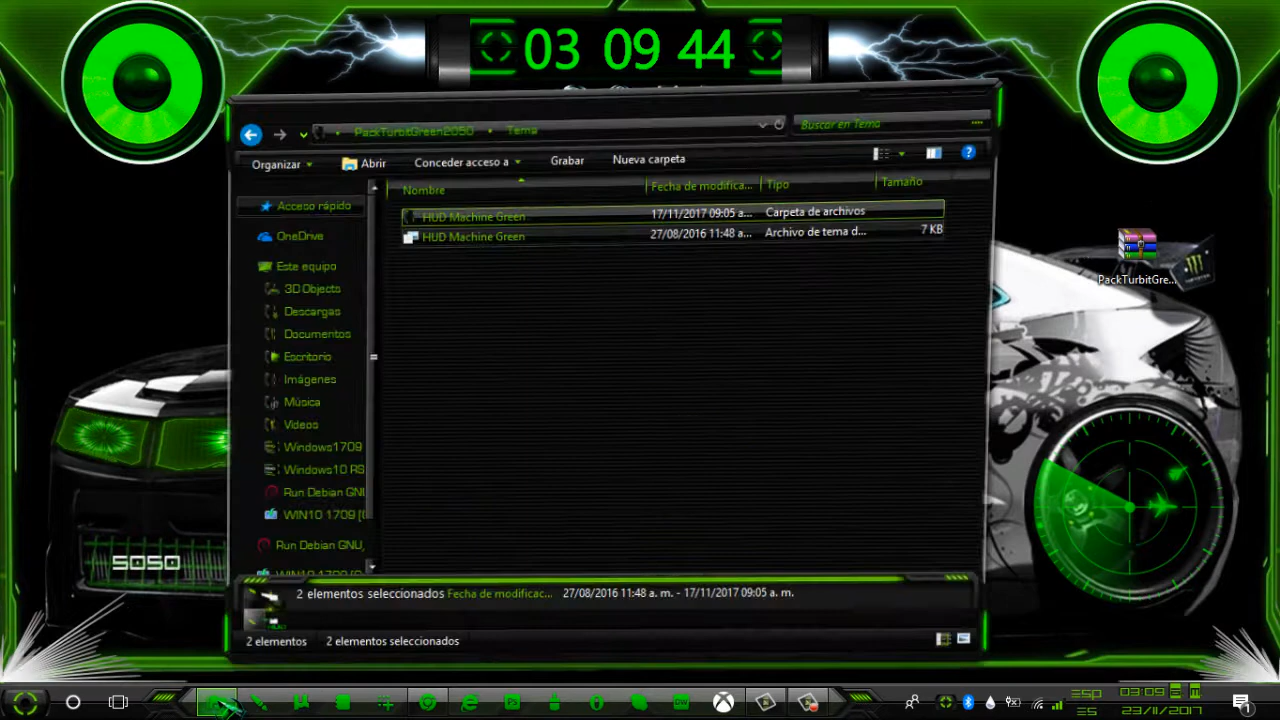 03 09 44
PackTurbitGreen2050 • Tema
Buscar en Tema
Organizar
Abrir
Conceder acceso a
Grabar
Nueva carpeta
Nombre
Fecha de modifica...
Tipo
Tamaño
HUD Machine Green
17/11/2017 09:05 a...
Carpeta de archivos
HUD Machine Green
27/08/2016 11:48 a...
Archivo de tema d...
7 KB
Acceso rápido
OneDrive
Este equipo
3D Objects
Descargas
Documentos
Escritorio
Imágenes
Música
Videos
Windows1709
Windows10 RS
Run Debian GNU
WIN10 1709 [C
Run Debian GNU
WIN10 1709 [C
PackTurbitGre...
5050
2 elementos seleccionados
Fecha de modificac...
27/08/2016 11:48 a. m. - 17/11/2017 09:05 a. m.
2 elementos
2 elementos seleccionados
PS
DW
ESP
ES
03:09
23/11/2017
1